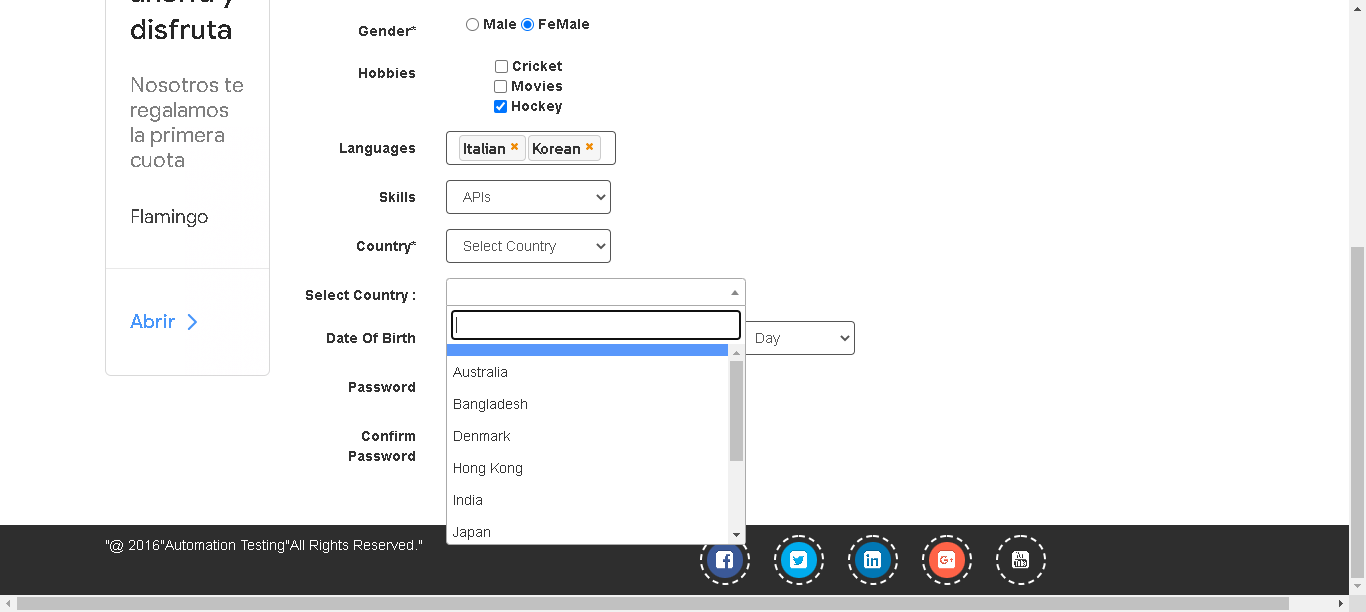 disfruta
Nosotros te
regalamos
la primera
cuota
Flamingo
Abrir
Gender*
Male FeMale
Hobbies
Cricket
Movies
Hockey
Languages
Italian Korean
Skills
APIs
Country*
Select Country
Select Country :
Date Of Birth
Day
Australia
Bangladesh
Denmark
Hong Kong
India
Japan
Password
Confirm
Password
"@ 2016"Automation Testing"All Rights Reserved."